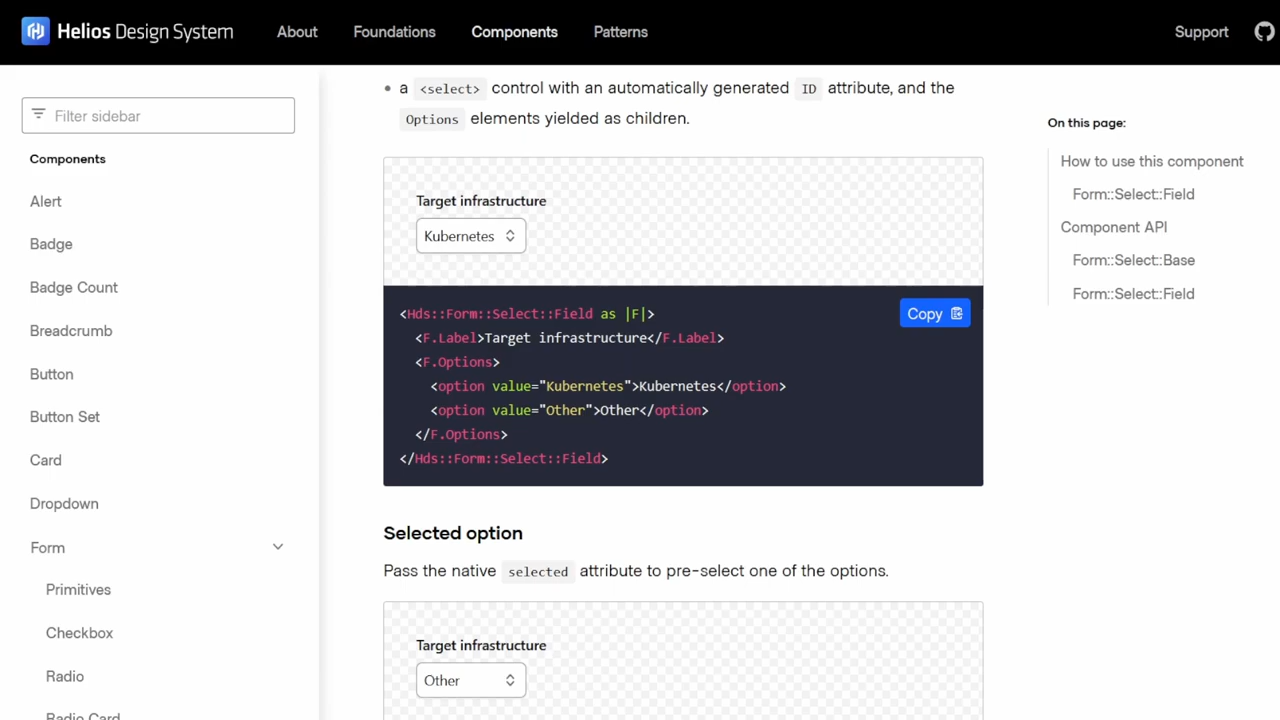 Helios Design System
About
Foundations
Components
Patterns
Support
Filter sidebar
Components
Alert
Badge
Badge Count
Breadcrumb
Button
Button Set
Card
Dropdown
Form
Primitives
Checkbox
Radio
Radio Card
a <select> control with an automatically generated ID attribute, and the
Options elements yielded as children.
Target infrastructure
Kubernetes
Copy
<Hds::Form::Select::Field as |F|>
  <F.Label>Target infrastructure</F.Label>
  <F.Options>
    <option value="Kubernetes">Kubernetes</option>
    <option value="Other">Other</option>
  </F.Options>
</Hds::Form::Select::Field>
Selected option
Pass the native selected attribute to pre-select one of the options.
Target infrastructure
Other
On this page:
How to use this component
Form::Select::Field
Component API
Form::Select::Base
Form::Select::Field